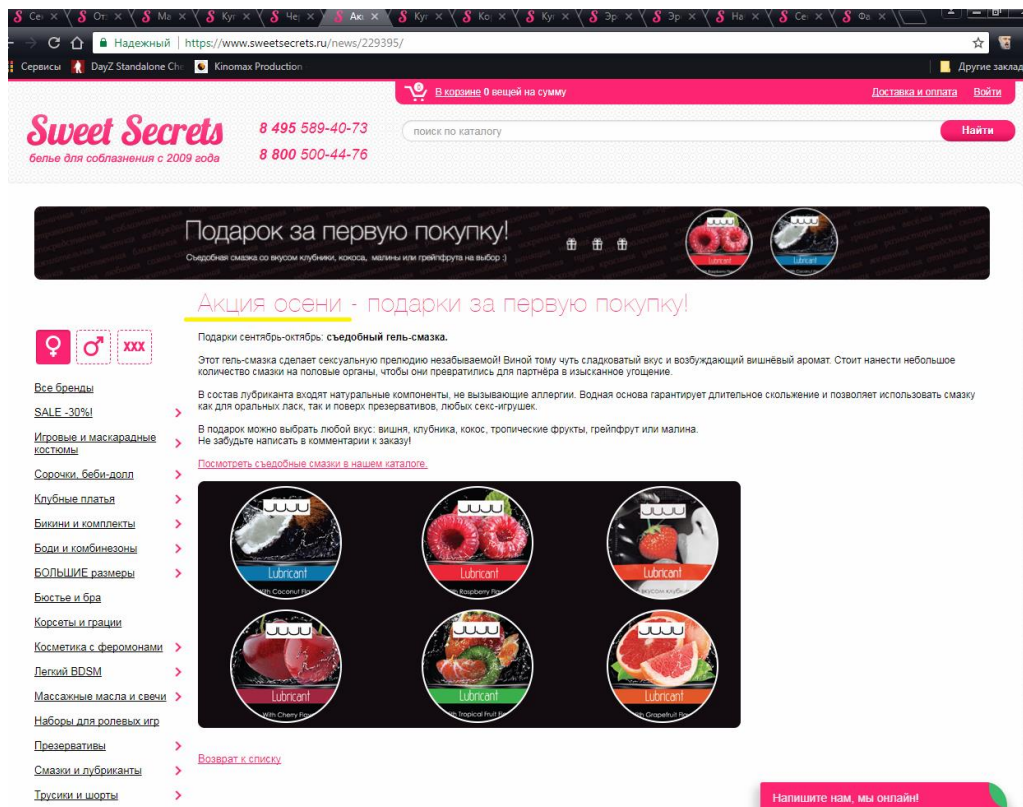 Надежный | https://www.sweetsecrets.ru/news/229395/
Сервисы DayZ Standalone Kinomax Production Другие заклад
В корзине 0 вещей на сумму Доставка и оплата Войти
Sweet Secrets
белье для соблазнения с 2009 года
8 495 589-40-73
8 800 500-44-76
поиск по каталогу Найти
Подарок за первую покупку!
Съедобная смазка со вкусом клубники, кокоса, малины или грейпфрута на выбор :)
Lubricant Lubricant
Акция осени - подарки за первую покупку!
Подарки сентябрь-октябрь: съедобный гель-смазка.
Этот гель-смазка сделает сексуальную прелюдию незабываемой! Виной тому чуть сладковатый вкус и возбуждающий вишнёвый аромат. Стоит нанести небольшое
количество смазки на половые органы, чтобы они превратились для партнёра в изысканное угощение.
В состав лубриканта входят натуральные компоненты, не вызывающие аллергии. Водная основа гарантирует длительное скольжение и позволяет использовать смазку
как для оральных ласк, так и поверх презервативов, любых секс-игрушек.
В подарок можно выбрать любой вкус: вишня, клубника, кокос, тропические фрукты, грейпфрут или малина.
Не забудьте написать в комментарии к заказу!
Посмотреть съедобные смазки в нашем каталоге.
Lubricant Lubricant Lubricant
With Coconut With Raspberry вкусом
Lubricant Lubricant Lubricant
With Cherry With Tropical Fruit With Grapefruit
Возврат к списку
xxx
Все бренды
SALE -30%!
Игровые и маскарадные
костюмы
Сорочки, беби-долл
Клубные платья
Бикини и комплекты
Боди и комбинезоны
БОЛЬШИЕ размеры
Бюстье и бра
Корсеты и грации
Косметика с феромонами
Легкий BDSM
Массажные масла и свечи
Наборы для ролевых игр
Презервативы
Смазки и лубриканты
Трусики и шорты
Напишите нам, мы онлайн!